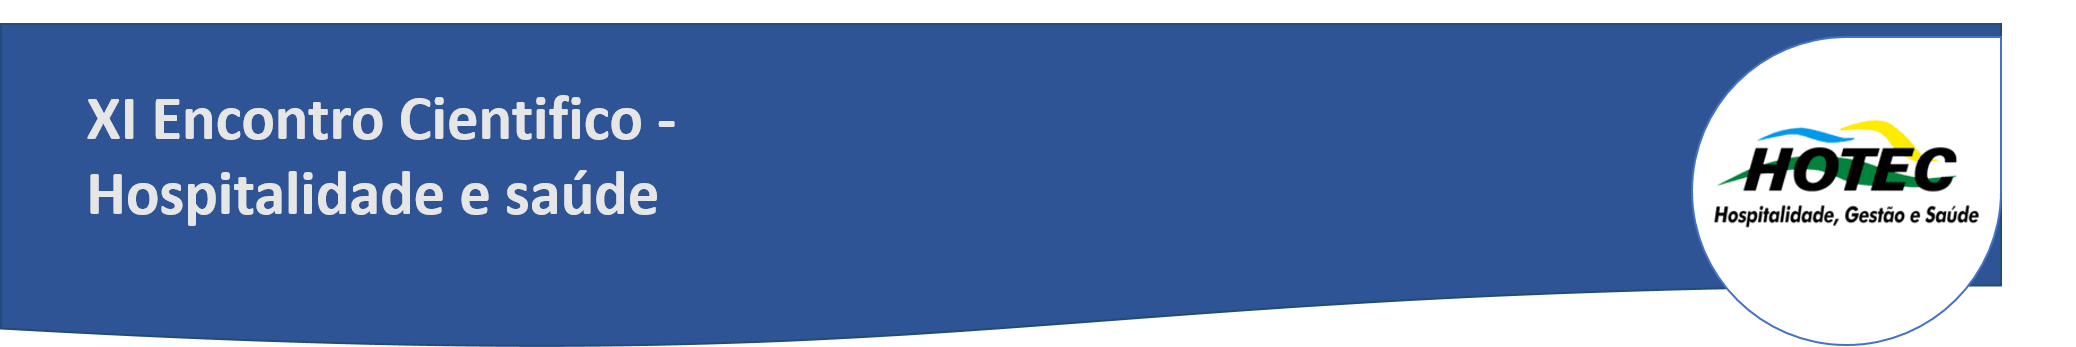 XI Encontro Cientifico -
Hospitalidade e saúde
HOTEC
Hospitalidade, Gestão e Saúde